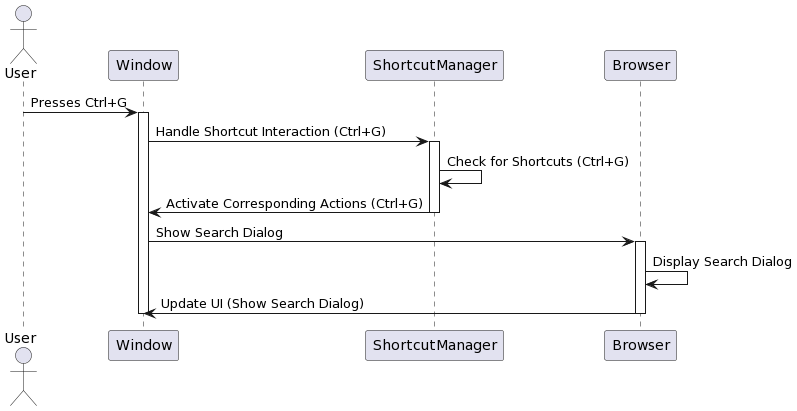 User
Window
ShortcutManager
Browser
Presses Ctrl+G
Handle Shortcut Interaction (Ctrl+G)
Check for Shortcuts (Ctrl+G)
Activate Corresponding Actions (Ctrl+G)
Show Search Dialog
Display Search Dialog
Update UI (Show Search Dialog)
User
Window
ShortcutManager
Browser